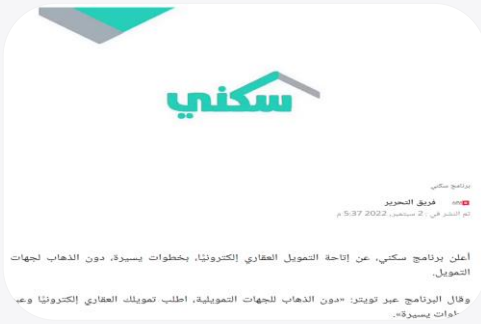 سكني
برنامج سكني
فريق التحرير
تم النشر في : 2 سبتمبر, 2022 5:37 م
أعلن برنامج سكني، عن إتاحة التمويل العقاري إلكترونيًا، بخطوات يسيرة، دون الذهاب لجهات
التمويل.
وقال البرنامج عبر تويتر: «دون الذهاب للجهات التمويلية، اطلب تمويلك العقاري إلكترونيًا وعبر
خطوات يسيرة».